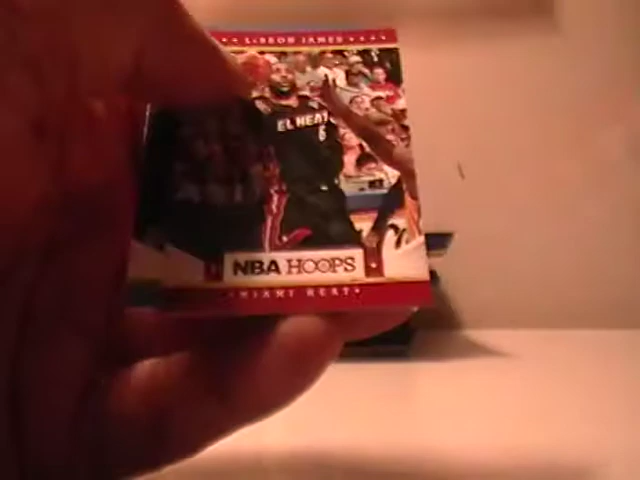 LEBRON JAMES
EL HEAT
6
NBA HOOPS
MIAMI HEAT